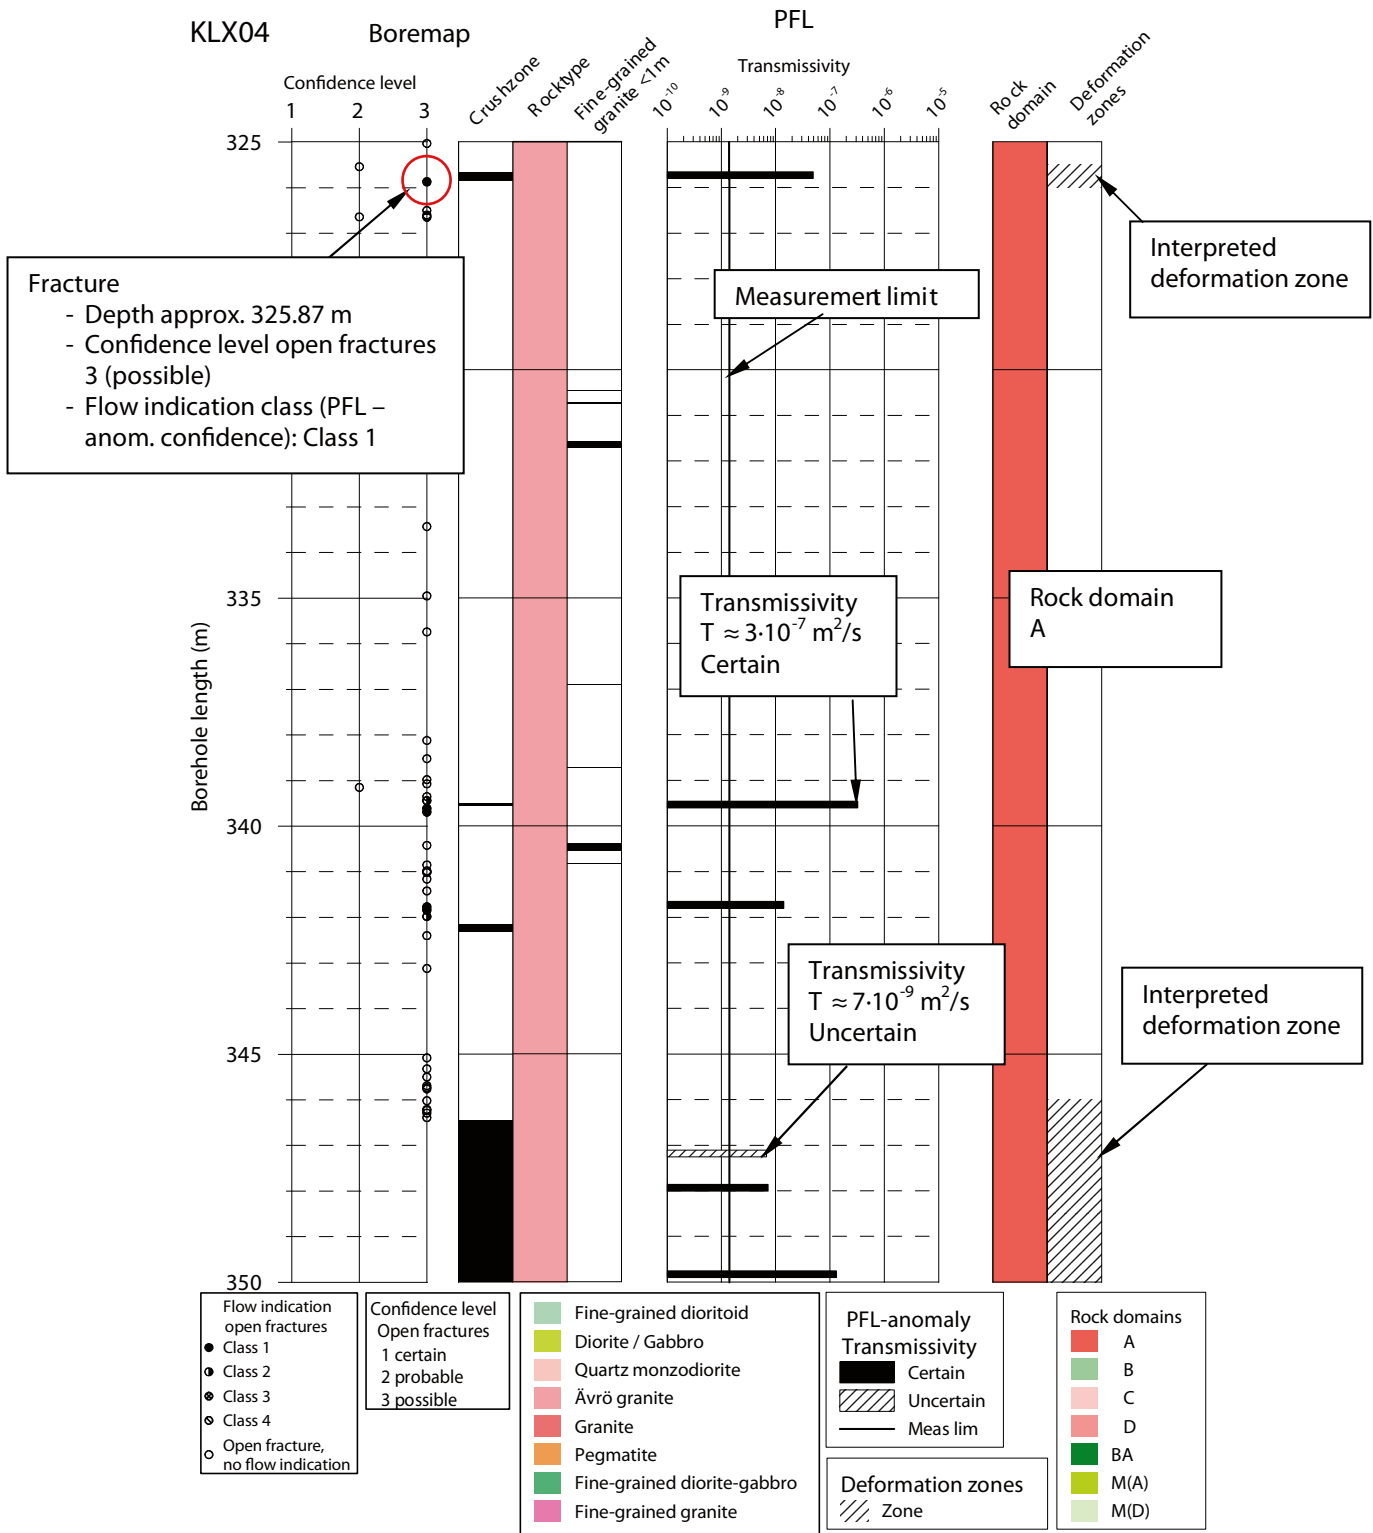 KLX04
Boremap
PFL
Confidence level
1 2 3
Crushzone
Rocktype
Fine-grained
granite <1m
Transmissivity
10-10
10-9
10-8
10-7
10-6
10-5
Rock
domain
Deformation
zones
325
Fracture
- Depth approx. 325.87 m
- Confidence level open fractures
3 (possible)
- Flow indication class (PFL –
anom. confidence): Class 1
Measurement limit
Interpreted
deformation zone
Borehole length (m)
335
Transmissivity
T ≈ 3·10-7 m2/s
Certain
Rock domain
A
340
Transmissivity
T ≈ 7·10-9 m2/s
Uncertain
Interpreted
deformation zone
345
350
Flow indication
open fractures
Class 1
Class 2
Class 3
Class 4
Open fracture,
no flow indication
Confidence level
Open fractures
1 certain
2 probable
3 possible
Fine-grained dioritoid
Diorite / Gabbro
Quartz monzodiorite
Ävrö granite
Granite
Pegmatite
Fine-grained diorite-gabbro
Fine-grained granite
PFL-anomaly
Transmissivity
Certain
Uncertain
Meas lim
Deformation zones
Zone
Rock domains
A
B
C
D
BA
M(A)
M(D)